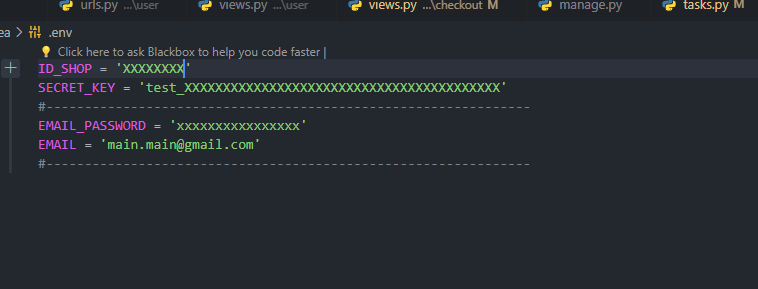 urls.py ...\user views.py ...\user views.py ...\checkout M manage.py tasks.py M
ea > .env
Click here to ask Blackbox to help you code faster |
ID_SHOP = 'XXXXXXXX'
SECRET_KEY = 'test_XXXXXXXXXXXXXXXXXXXXXXXXXXXXXXXXXXXXXXXXX'
#---------------------------------------------------------------
EMAIL_PASSWORD = 'xxxxxxxxxxxxxxxx'
EMAIL = 'main.main@gmail.com'
#---------------------------------------------------------------